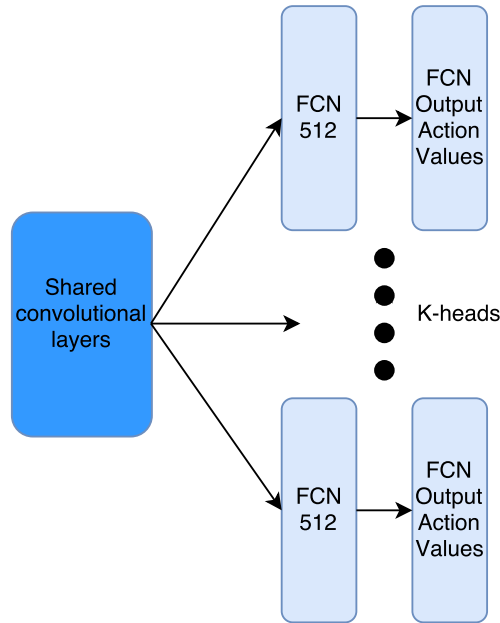 FCN
512
FCN
Output
Action
Values
Shared
convolutional
layers
K-heads
FCN
512
FCN
Output
Action
Values